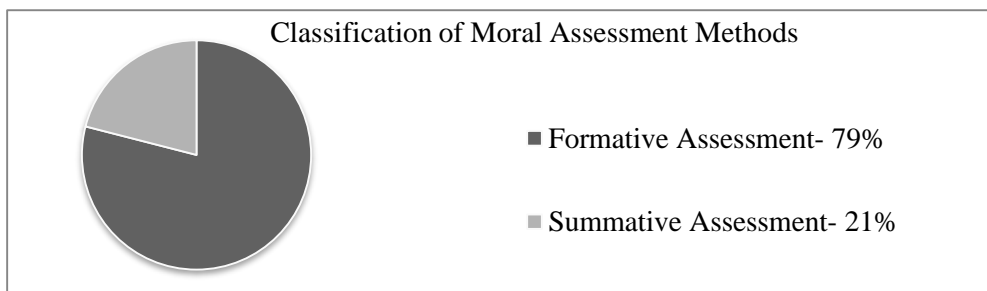 Classification of Moral Assessment Methods
Formative Assessment- 79%
Summative Assessment- 21%